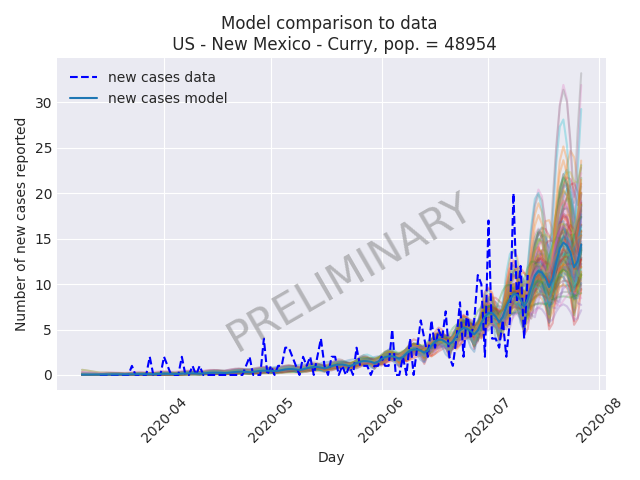 Model comparison to data
US - New Mexico - Curry, pop. = 48954
new cases data
new cases model
Number of new cases reported
30
25
20
15
10
5
0
PRELIMINARY
2020-04
2020-05
2020-06
2020-07
2020-08
Day